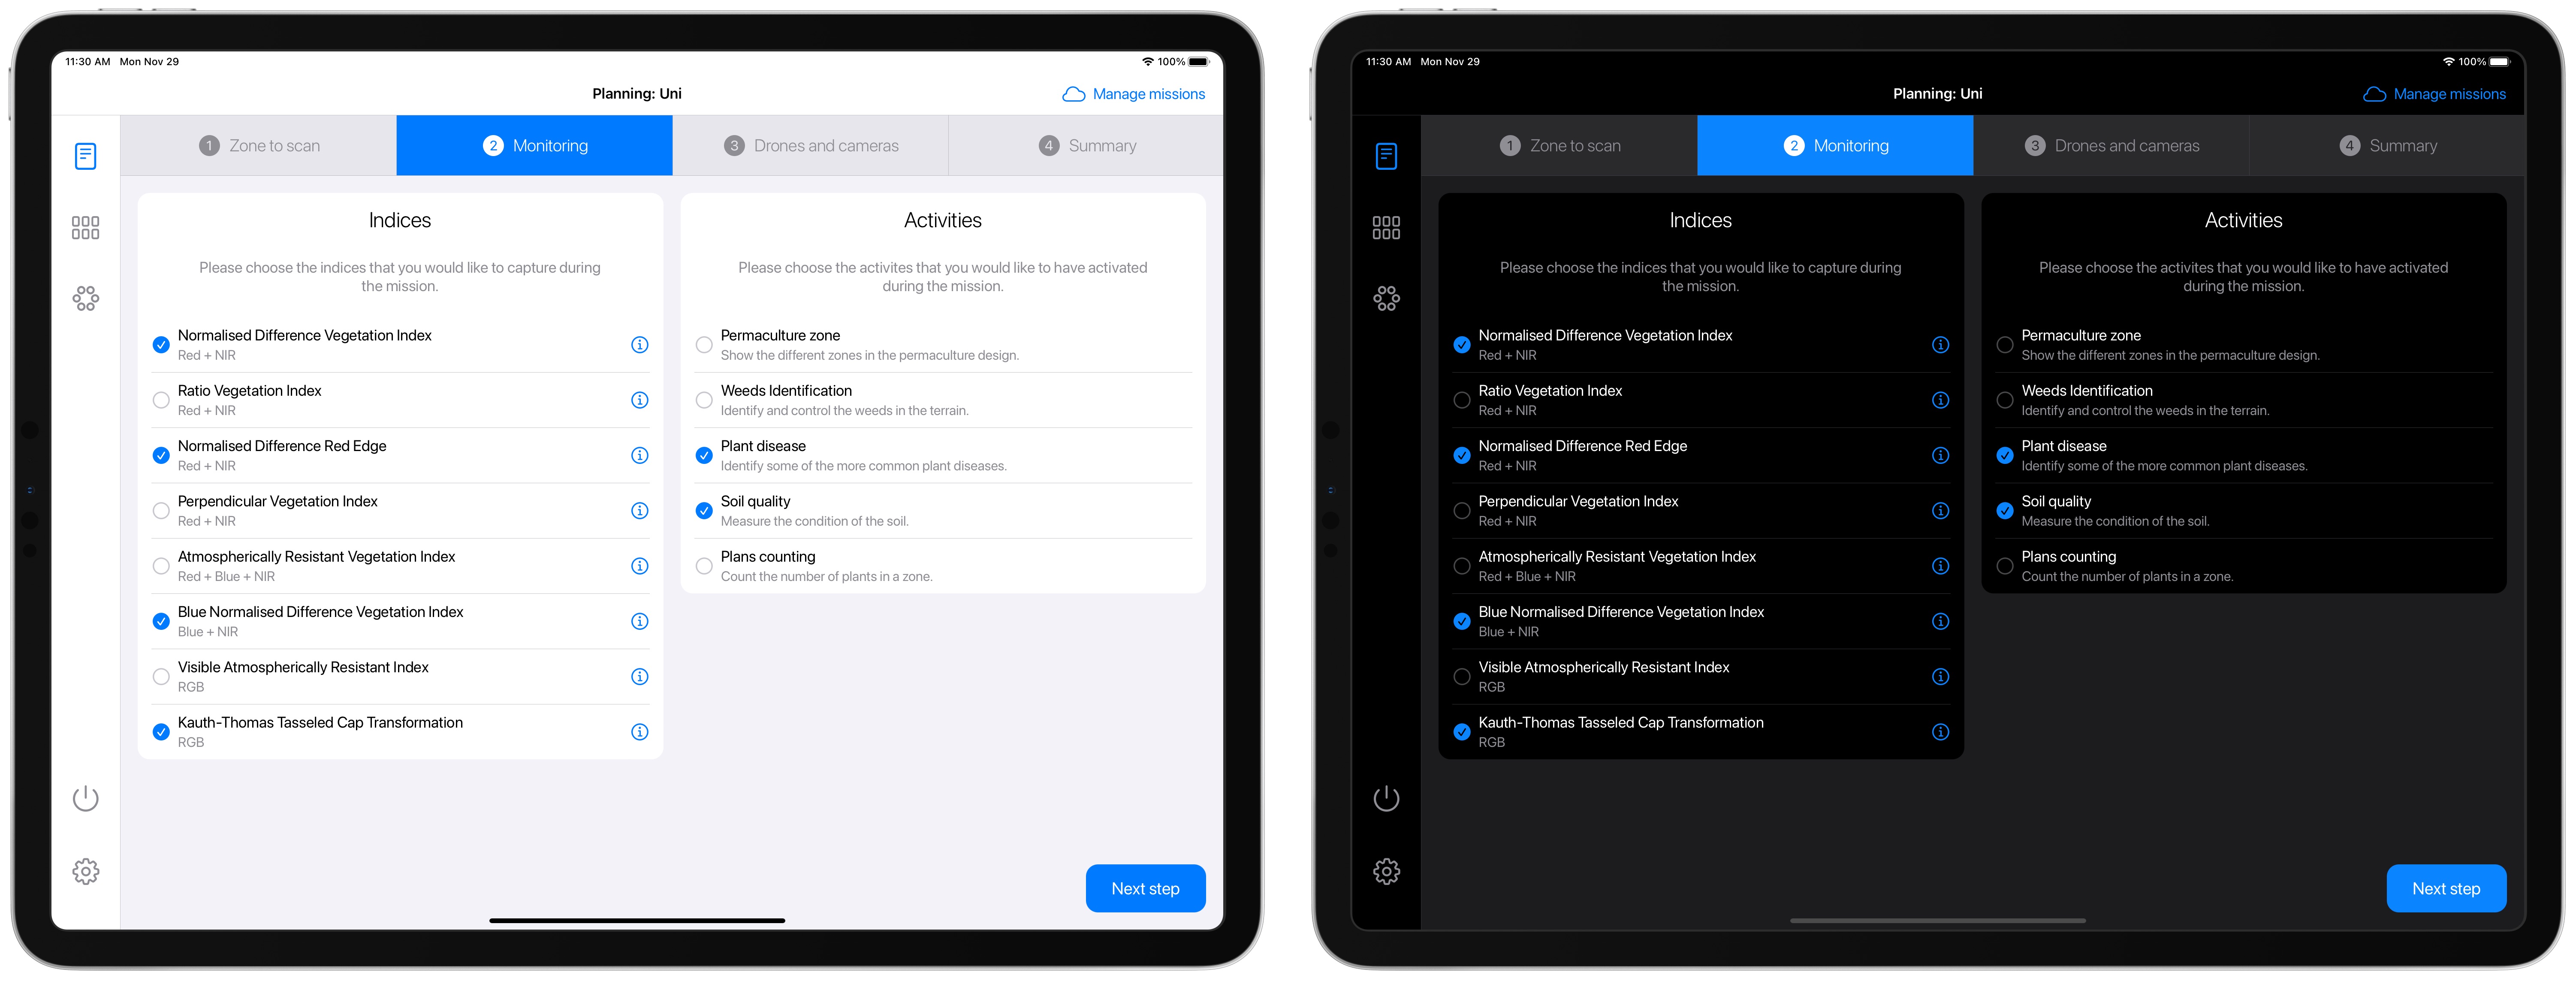 11:30 AM Mon Nov 29
100%
Planning: Uni
Manage missions
1 Zone to scan
2 Monitoring
3 Drones and cameras
4 Summary
Indices
Please choose the indices that you would like to capture during
the mission.
Normalised Difference Vegetation Index
Red + NIR
Ratio Vegetation Index
Red + NIR
Normalised Difference Red Edge
Red + NIR
Perpendicular Vegetation Index
Red + NIR
Atmospherically Resistant Vegetation Index
Red + Blue + NIR
Blue Normalised Difference Vegetation Index
Blue + NIR
Visible Atmospherically Resistant Index
RGB
Kauth-Thomas Tasseled Cap Transformation
RGB
Activities
Please choose the activites that you would like to have activated
during the mission.
Permaculture zone
Show the different zones in the permaculture design.
Weeds Identification
Identify and control the weeds in the terrain.
Plant disease
Identify some of the more common plant diseases.
Soil quality
Measure the condition of the soil.
Plans counting
Count the number of plants in a zone.
Next step
11:30 AM Mon Nov 29
100%
Planning: Uni
Manage missions
1 Zone to scan
2 Monitoring
3 Drones and cameras
4 Summary
Indices
Please choose the indices that you would like to capture during
the mission.
Normalised Difference Vegetation Index
Red + NIR
Ratio Vegetation Index
Red + NIR
Normalised Difference Red Edge
Red + NIR
Perpendicular Vegetation Index
Red + NIR
Atmospherically Resistant Vegetation Index
Red + Blue + NIR
Blue Normalised Difference Vegetation Index
Blue + NIR
Visible Atmospherically Resistant Index
RGB
Kauth-Thomas Tasseled Cap Transformation
RGB
Activities
Please choose the activites that you would like to have activated
during the mission.
Permaculture zone
Show the different zones in the permaculture design.
Weeds Identification
Identify and control the weeds in the terrain.
Plant disease
Identify some of the more common plant diseases.
Soil quality
Measure the condition of the soil.
Plans counting
Count the number of plants in a zone.
Next step